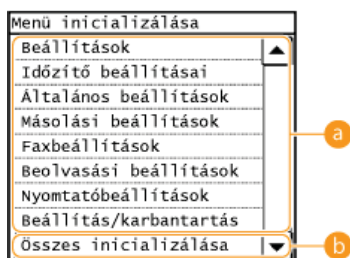 Menü inicializálása
Beállítások
Időzítő beállításai
Általános beállítások
Másolási beállítások
Faxbeállítások
Beolvasási beállítások
Nyomtatóbeállítások
Beállítás/karbantartás
Összes inicializálása
a
b